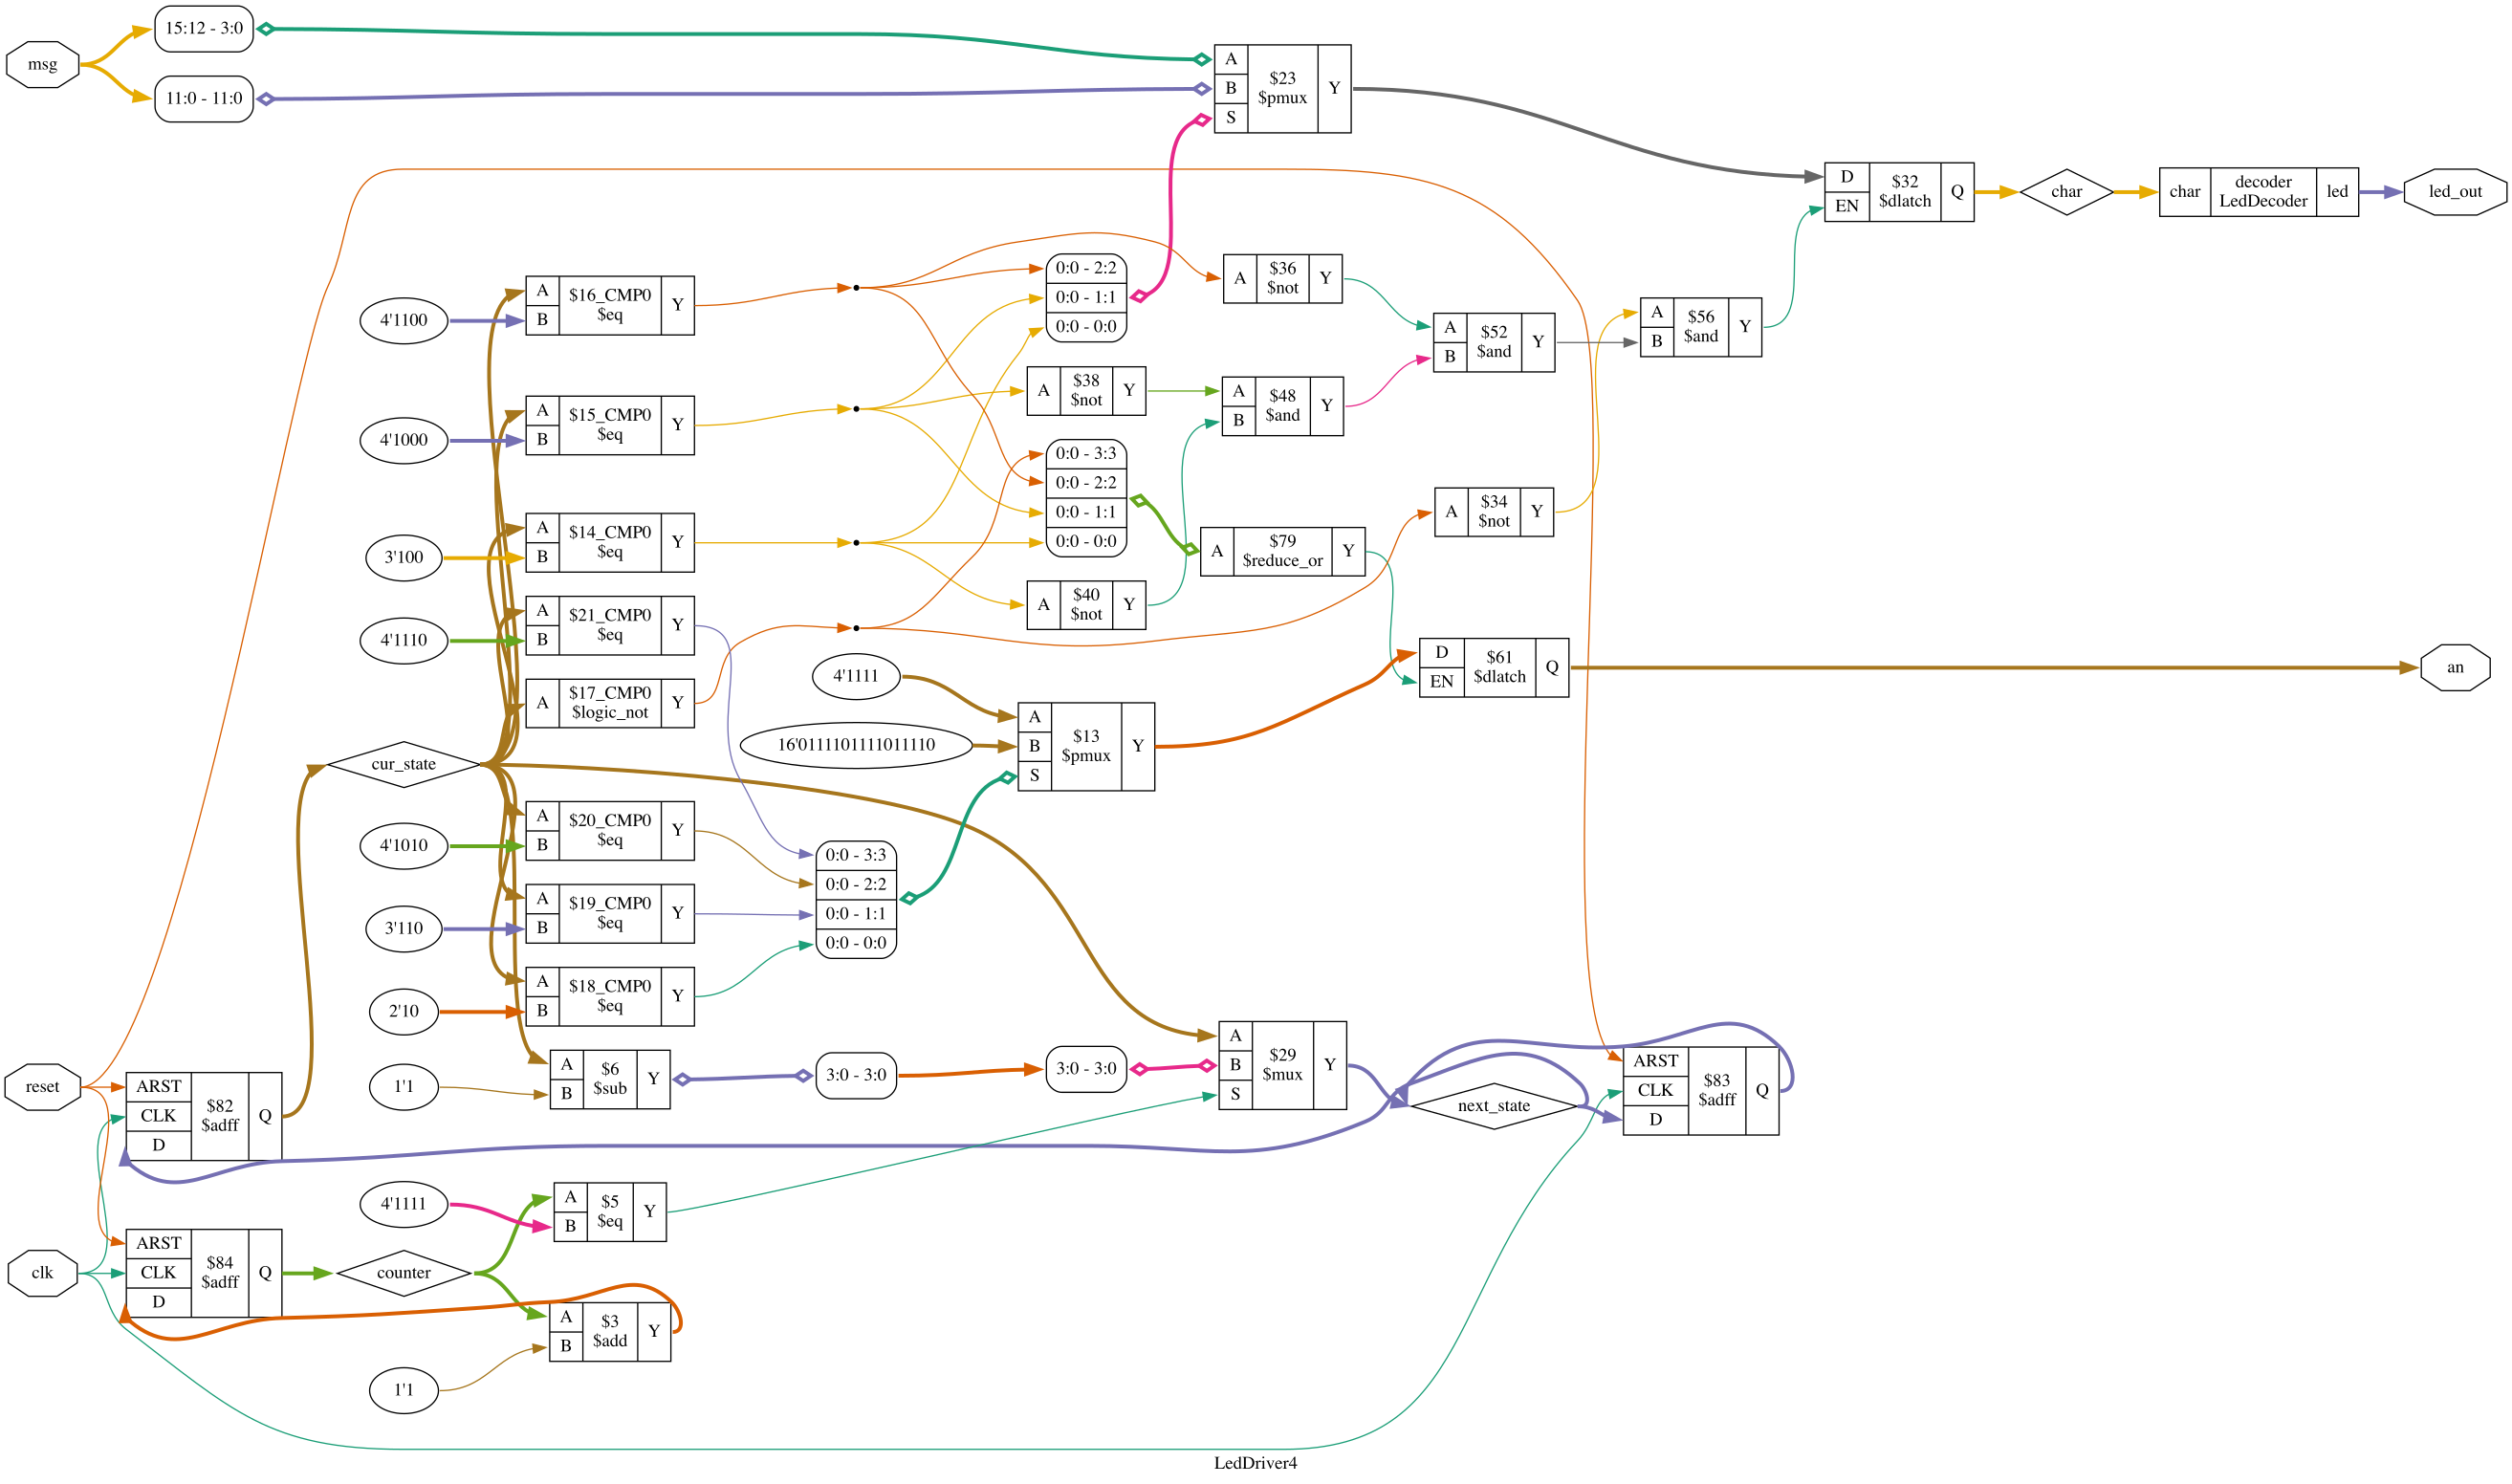 msg
15:12 - 3:0
11:0 - 11:0
A
B
S
$23
$pmux
Y
D
EN
$32
$dlatch
Q
char
char
decoder
LedDecoder
led
led_out
4'1100
A
B
$16_CMP0
$eq
Y
0:0 - 2:2
0:0 - 1:1
0:0 - 0:0
A
$36
$not
Y
A
B
$52
$and
Y
A
B
$56
$and
Y
4'1000
A
B
$15_CMP0
$eq
Y
A
$38
$not
Y
A
B
$48
$and
Y
3'100
A
B
$14_CMP0
$eq
Y
0:0 - 3:3
0:0 - 2:2
0:0 - 1:1
0:0 - 0:0
A
$79
$reduce_or
Y
A
$34
$not
Y
4'1110
A
B
$21_CMP0
$eq
Y
A
$40
$not
Y
A
$17_CMP0
$logic_not
Y
4'1111
16'0111101111011110
A
B
S
$13
$pmux
Y
D
EN
$61
$dlatch
Q
an
cur_state
4'1010
A
B
$20_CMP0
$eq
Y
3'110
A
B
$19_CMP0
$eq
Y
2'10
A
B
$18_CMP0
$eq
Y
0:0 - 3:3
0:0 - 2:2
0:0 - 1:1
0:0 - 0:0
reset
ARST
CLK
D
$82
$adff
Q
1'1
A
B
$6
$sub
Y
3:0 - 3:0
3:0 - 3:0
A
B
S
$29
$mux
Y
next_state
ARST
CLK
D
$83
$adff
Q
4'1111
A
B
$5
$eq
Y
clk
ARST
CLK
D
$84
$adff
Q
counter
A
B
$3
$add
Y
1'1
LedDriver4